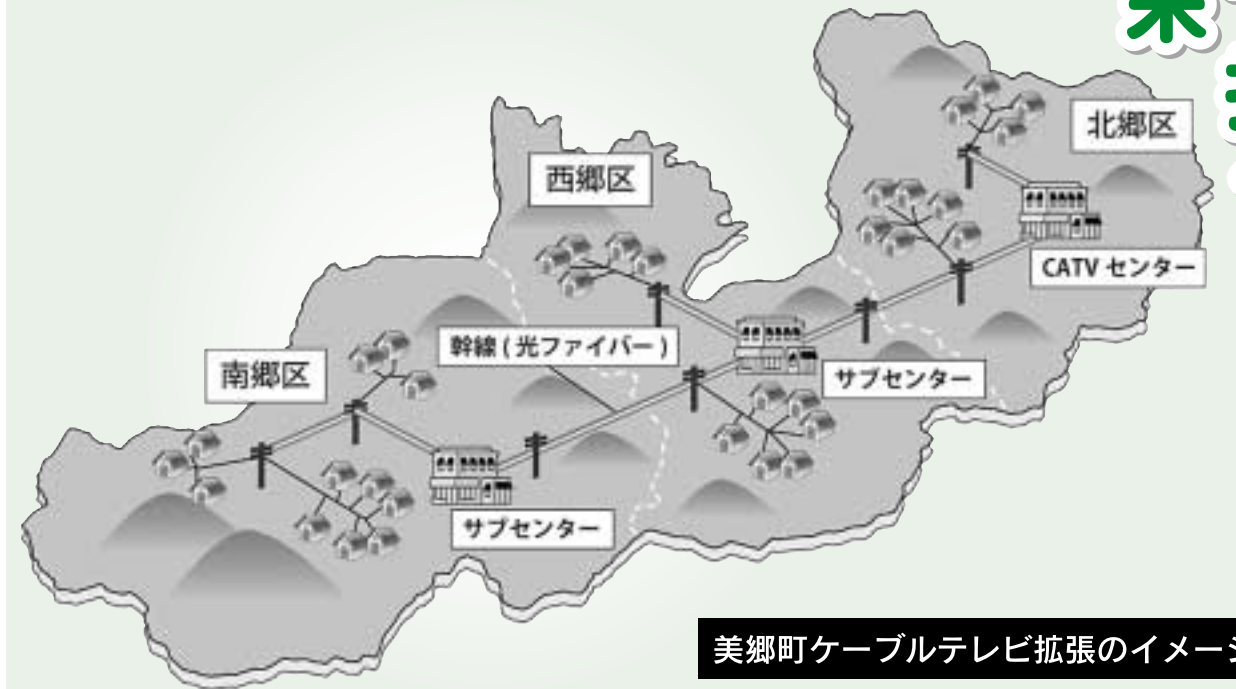 北郷区
西郷区
CATV センター
幹線 ( 光ファイバー )
サブセンター
南郷区
サブセンター
美郷町ケーブルテレビ拡張のイメージ